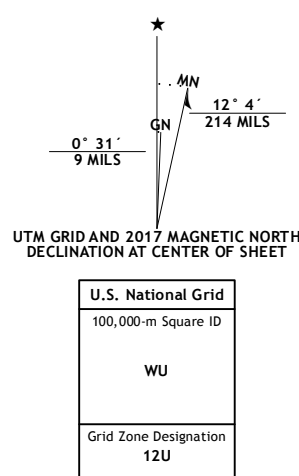 ★
MN
12° 4´
214 MILS
GN
0° 31´
9 MILS
UTM GRID AND 2017 MAGNETIC NORTH
DECLINATION AT CENTER OF SHEET
U.S. National Grid
100,000-m Square ID
WU
Grid Zone Designation
12U